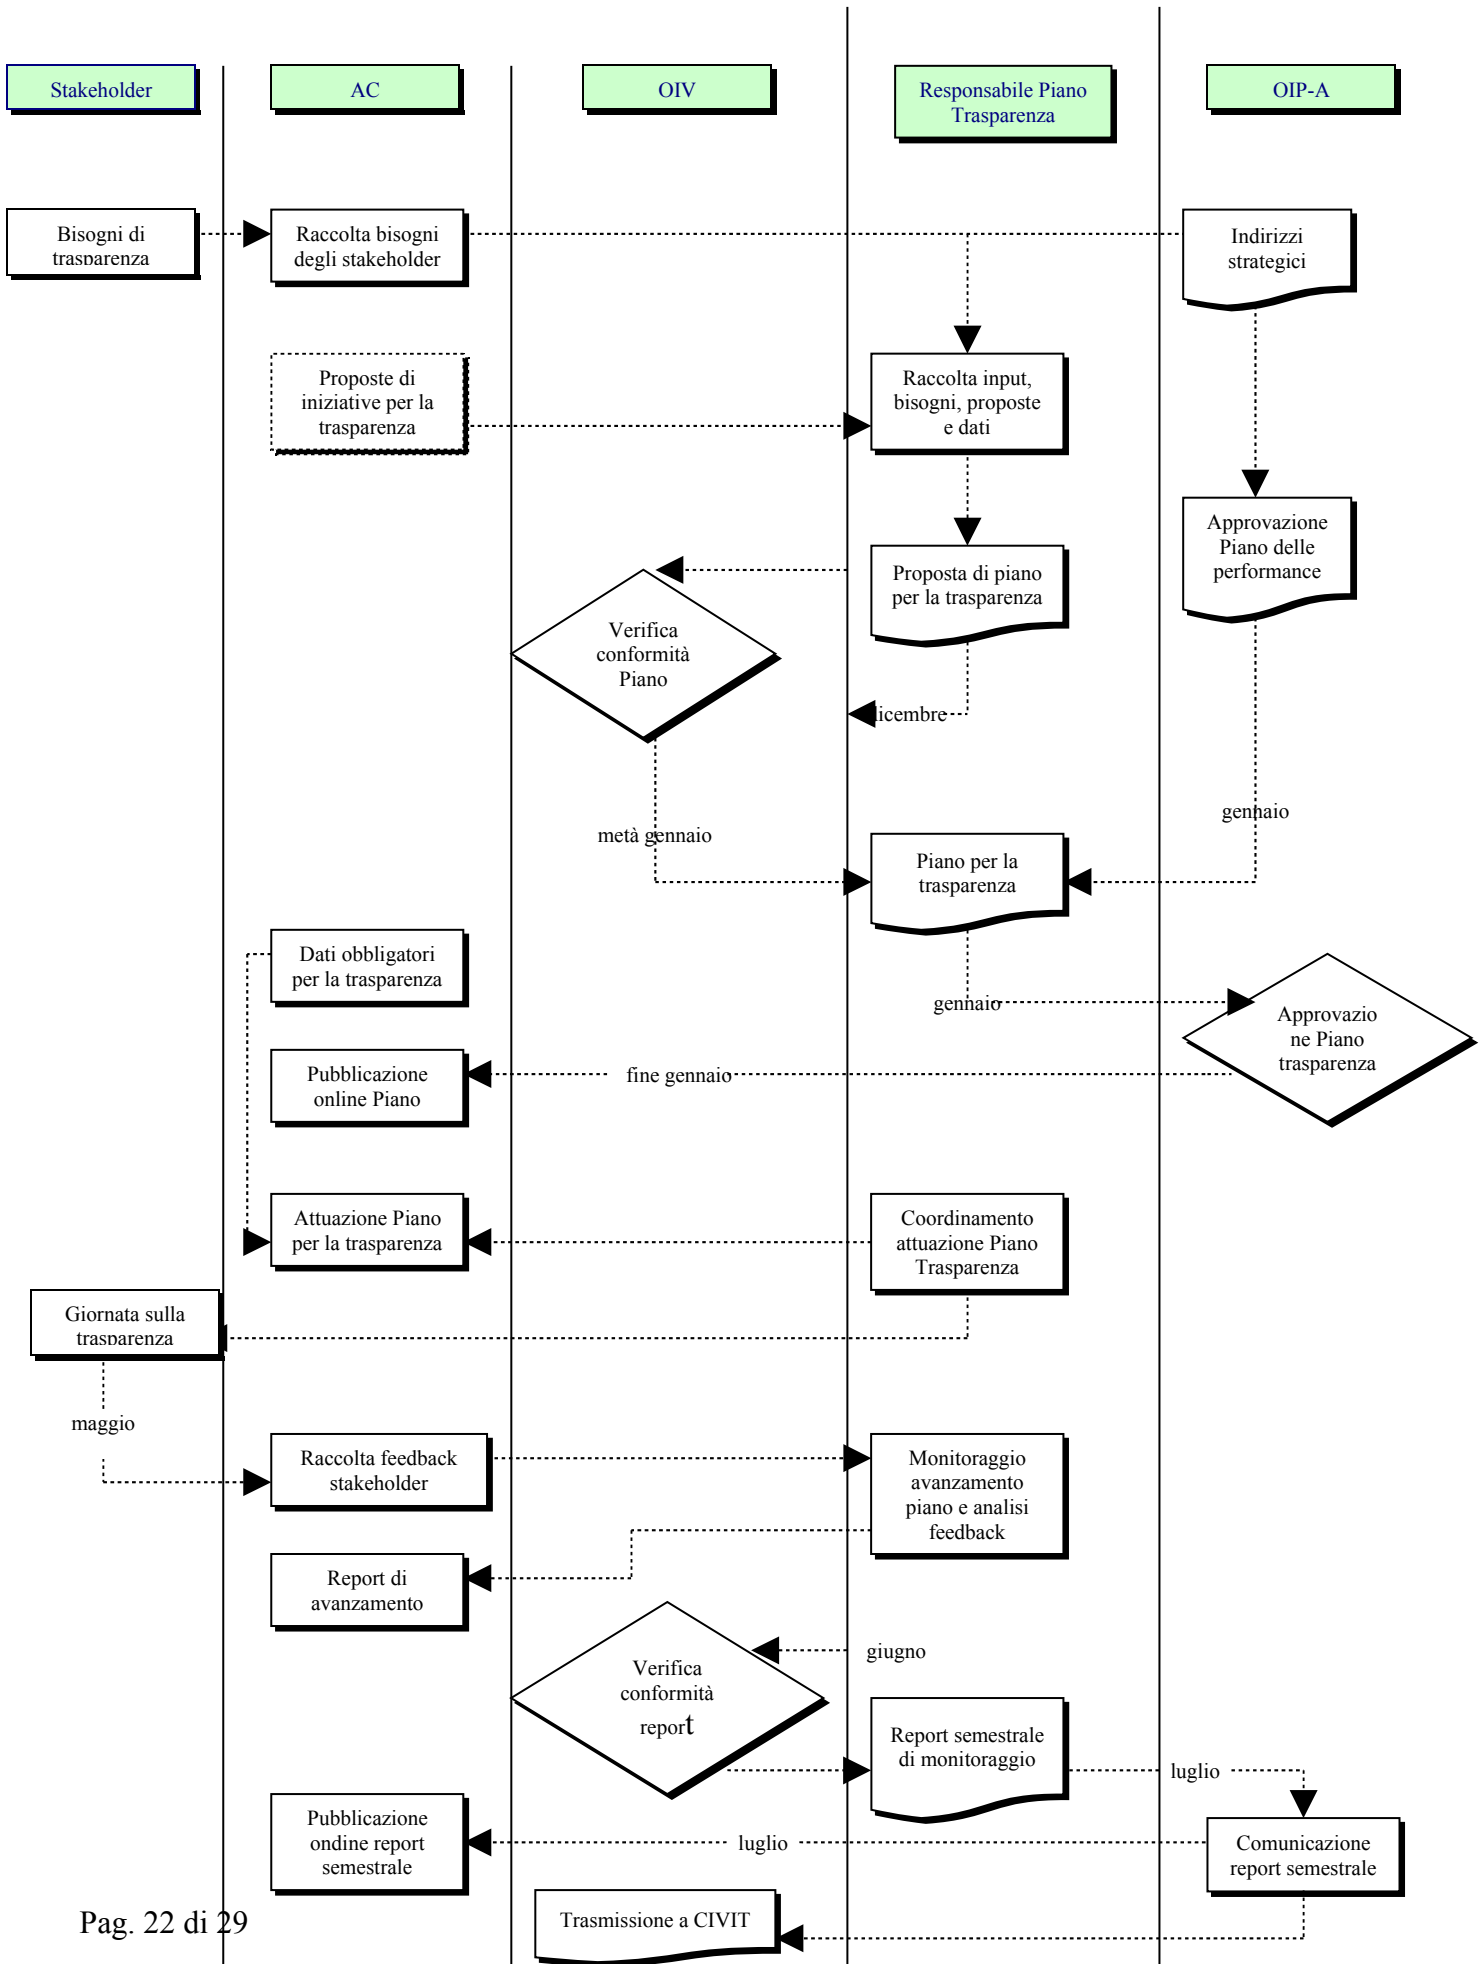 Stakeholder
AC
OIV
Responsabile Piano
Trasparenza
OIP-A
Bisogni di
trasparenza
Raccolta bisogni
degli stakeholder
Indirizzi
strategici
Proposte di
iniziative per la
trasparenza
Raccolta input,
bisogni, proposte
e dati
Approvazione
Piano delle
performance
Proposta di piano
per la trasparenza
Verifica
conformità
Piano
dicembre
gennaio
metà gennaio
Piano per la
trasparenza
Dati obbligatori
per la trasparenza
gennaio
Approvazio
ne Piano
trasparenza
Pubblicazione
online Piano
fine gennaio
Attuazione Piano
per la trasparenza
Coordinamento
attuazione Piano
Trasparenza
Giornata sulla
trasparenza
maggio
Raccolta feedback
stakeholder
Monitoraggio
avanzamento
piano e analisi
feedback
Report di
avanzamento
giugno
Verifica
conformità
report
Report semestrale
di monitoraggio
luglio
Pubblicazione
ondine report
semestrale
luglio
Comunicazione
report semestrale
Trasmissione a CIVIT
Pag. 22 di 29